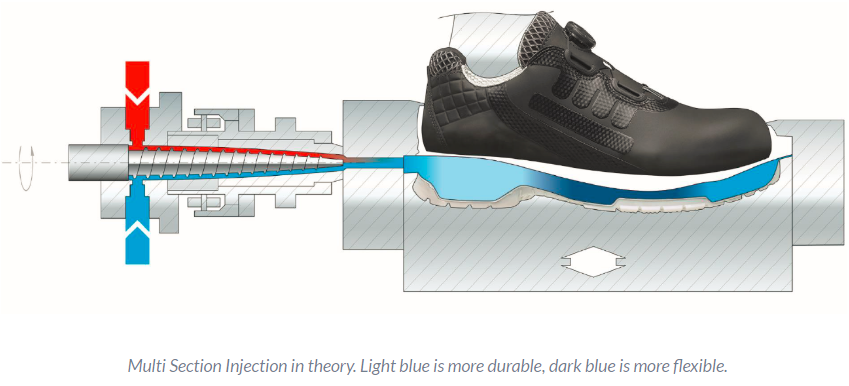 Multi Section Injection in theory. Light blue is more durable, dark blue is more flexible.